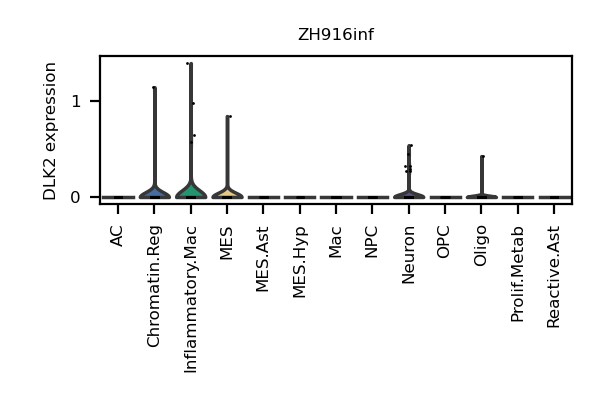 ZH916inf
DLK2 expression
1
0
AC
Chromatin.Reg
Inflammatory.Mac
MES
MES.Ast
MES.Hyp
Mac
NPC
Neuron
OPC
Oligo
Prolif.Metab
Reactive.Ast